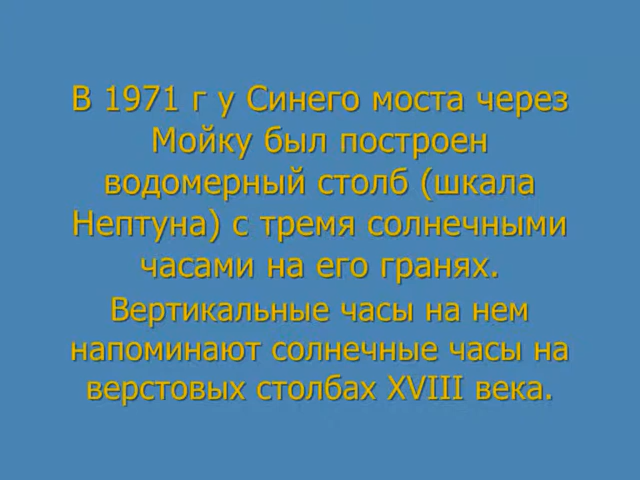 В 1971 г у Синего моста через
Мойку был построен
водомерный столб (шкала
Нептуна) с тремя солнечными
часами на его гранях.
Вертикальные часы на нем
напоминают солнечные часы на
верстовых столбах XVIII века.